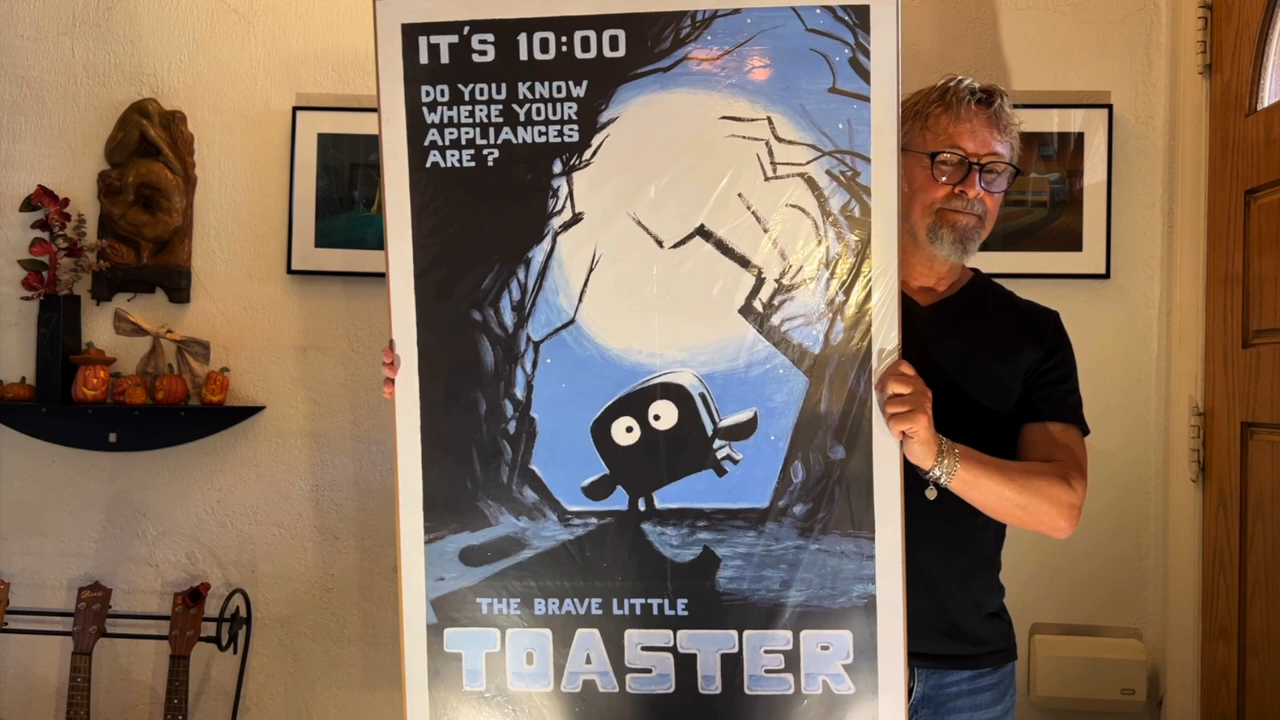 IT'S 10:00
DO YOU KNOW
WHERE YOUR
APPLIANCES
ARE?
THE BRAVE LITTLE
TOASTER